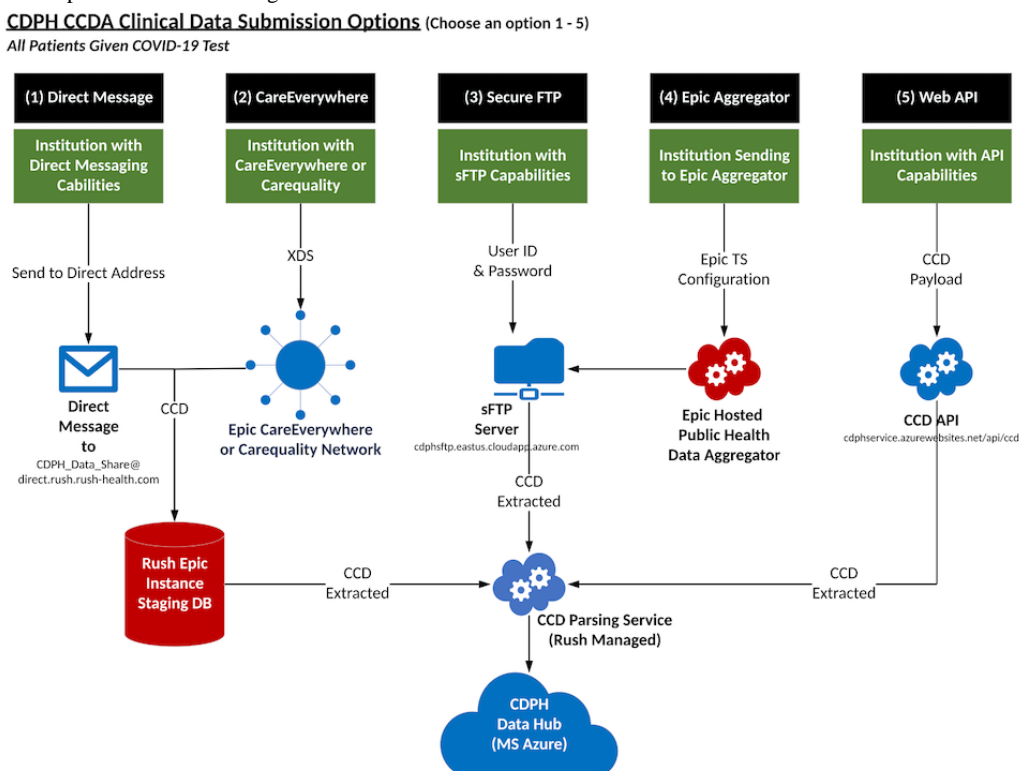 CDPH CCDA Clinical Data Submission Options (Choose an option 1 - 5)
All Patients Given COVID-19 Test
(1) Direct Message
(2) CareEverywhere
(3) Secure FTP
(4) Epic Aggregator
(5) Web API
Institution with
Direct Messaging
Cabilities
Institution with
CareEverywhere or
Carequality
Institution with
sFTP Capabilities
Institution Sending
to Epic Aggregator
Institution with API
Capabilities
Send to Direct Address
XDS
User ID
& Password
Epic TS
Configuration
CCD
Payload
Direct
Message
to
CDPH_Data_Share@
direct.rush.rush-health.com
CCD
Epic CareEverywhere
or Carequality Network
sFTP
Server
cdphsftp.eastus.cloudapp.azure.com
Epic Hosted
Public Health
Data Aggregator
CCD API
cdphservice.azurewebsites.net/api/ccd
CCD
Extracted
Rush Epic
Instance
Staging DB
CCD
Extracted
CCD
Extracted
CCD Parsing Service
(Rush Managed)
CDPH
Data Hub
(MS Azure)